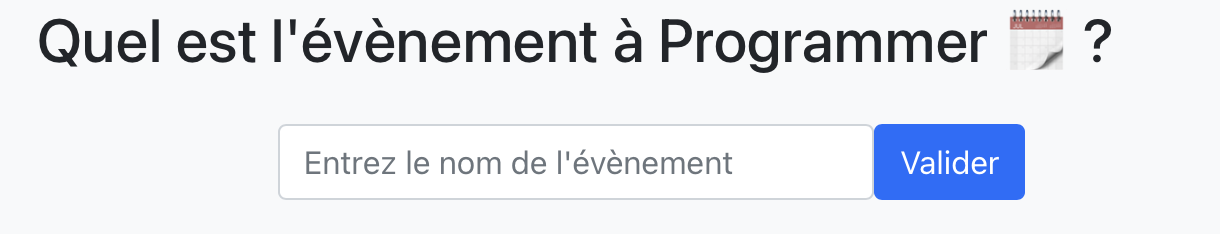 Quel est l'évènement à Programmer 🗓️ ?
Entrez le nom de l'évènement
Valider